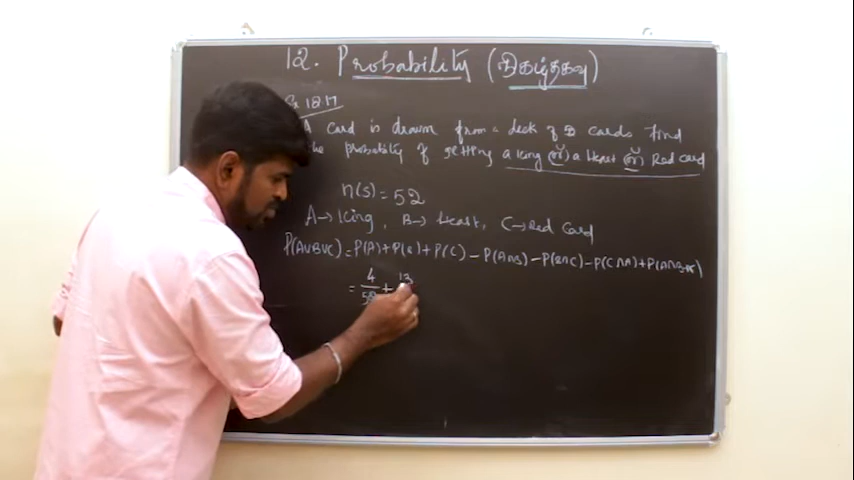 12. Probability (நிகழ்தகவு)
A card is drawn from a deck of 52 cards find
the probability of getting a king (or) a Heart (or) Red card
n(S) = 52
A→King, B→Heart, C→Red Card
P(A∪B∪C) = P(A)+P(B)+P(C) - P(A∩B) - P(B∩C) - P(C∩A) + P(A∩B∩C)
= 4/52 + 13